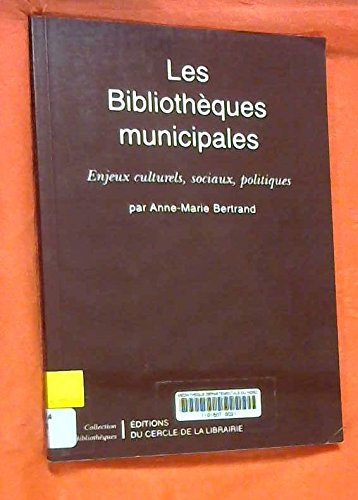 Les
Bibliothèques
municipales
Enjeux culturels, sociaux, politiques
par Anne-Marie Bertrand
Collection
Bibliothèques
ÉDITIONS
DU CERCLE DE LA LIBRAIRIE